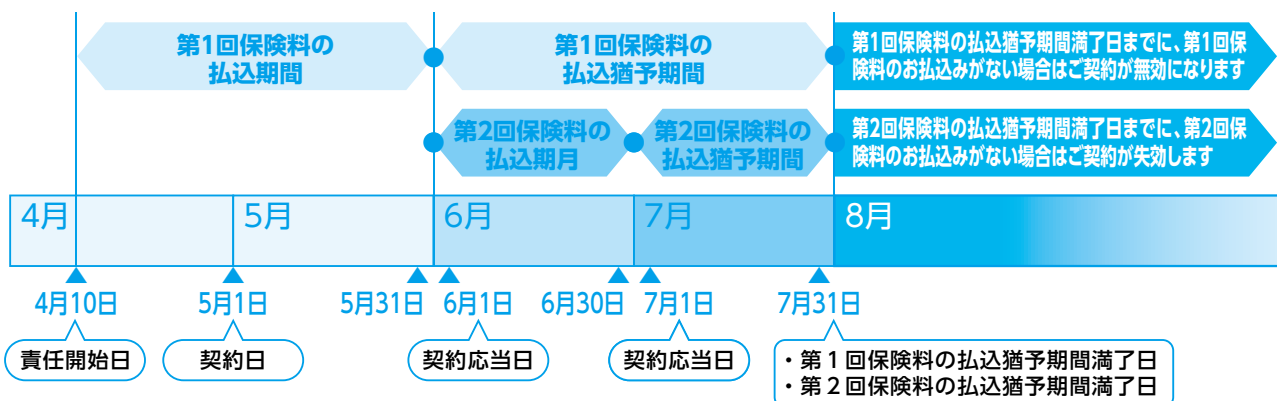 第1回保険料の
払込期間
第1回保険料の
払込猶予期間
第1回保険料の払込猶予期間満了日までに、第1回保
険料のお払込みがない場合はご契約が無効になります
第2回保険料の
払込期月
第2回保険料の
払込猶予期間
第2回保険料の払込猶予期間満了日までに、第2回保
険料のお払込みがない場合はご契約が失効します
4月
5月
6月
7月
8月
4月10日
5月1日
5月31日
6月1日
6月30日
7月1日
7月31日
責任開始日
契約日
契約応当日
契約応当日
・第1回保険料の払込猶予期間満了日
・第2回保険料の払込猶予期間満了日